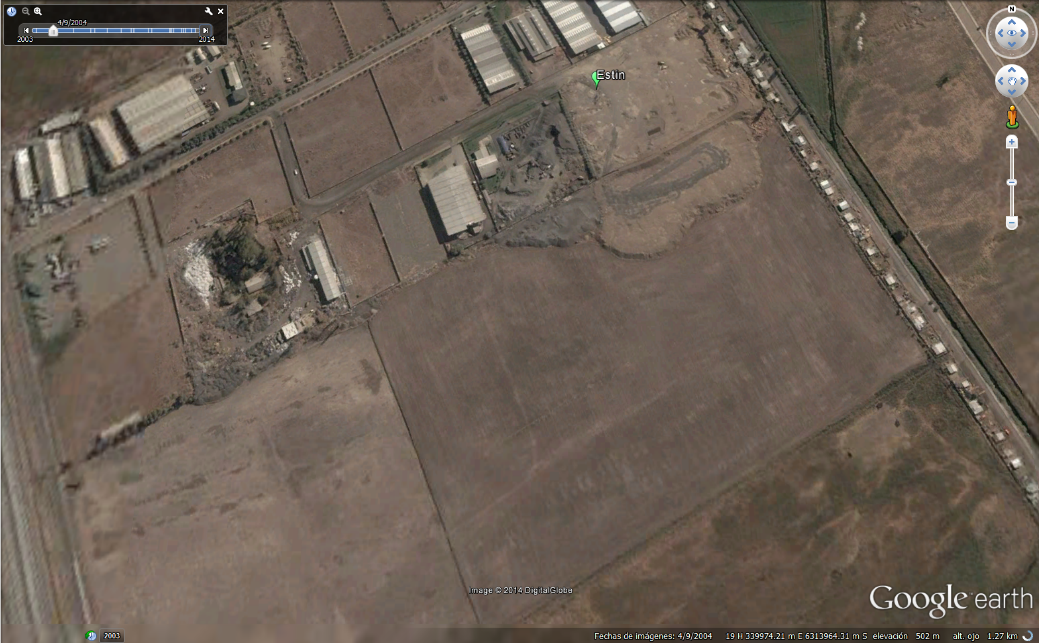 4/9/2004
2003
2014
N
Estin
Image © 2014 DigitalGlobe
Google earth
2003
Fechas de imágenes: 4/9/2004 19 H 339974.21 m E 6313964.31 m S elevación 502 m alt. ojo 1.27 km